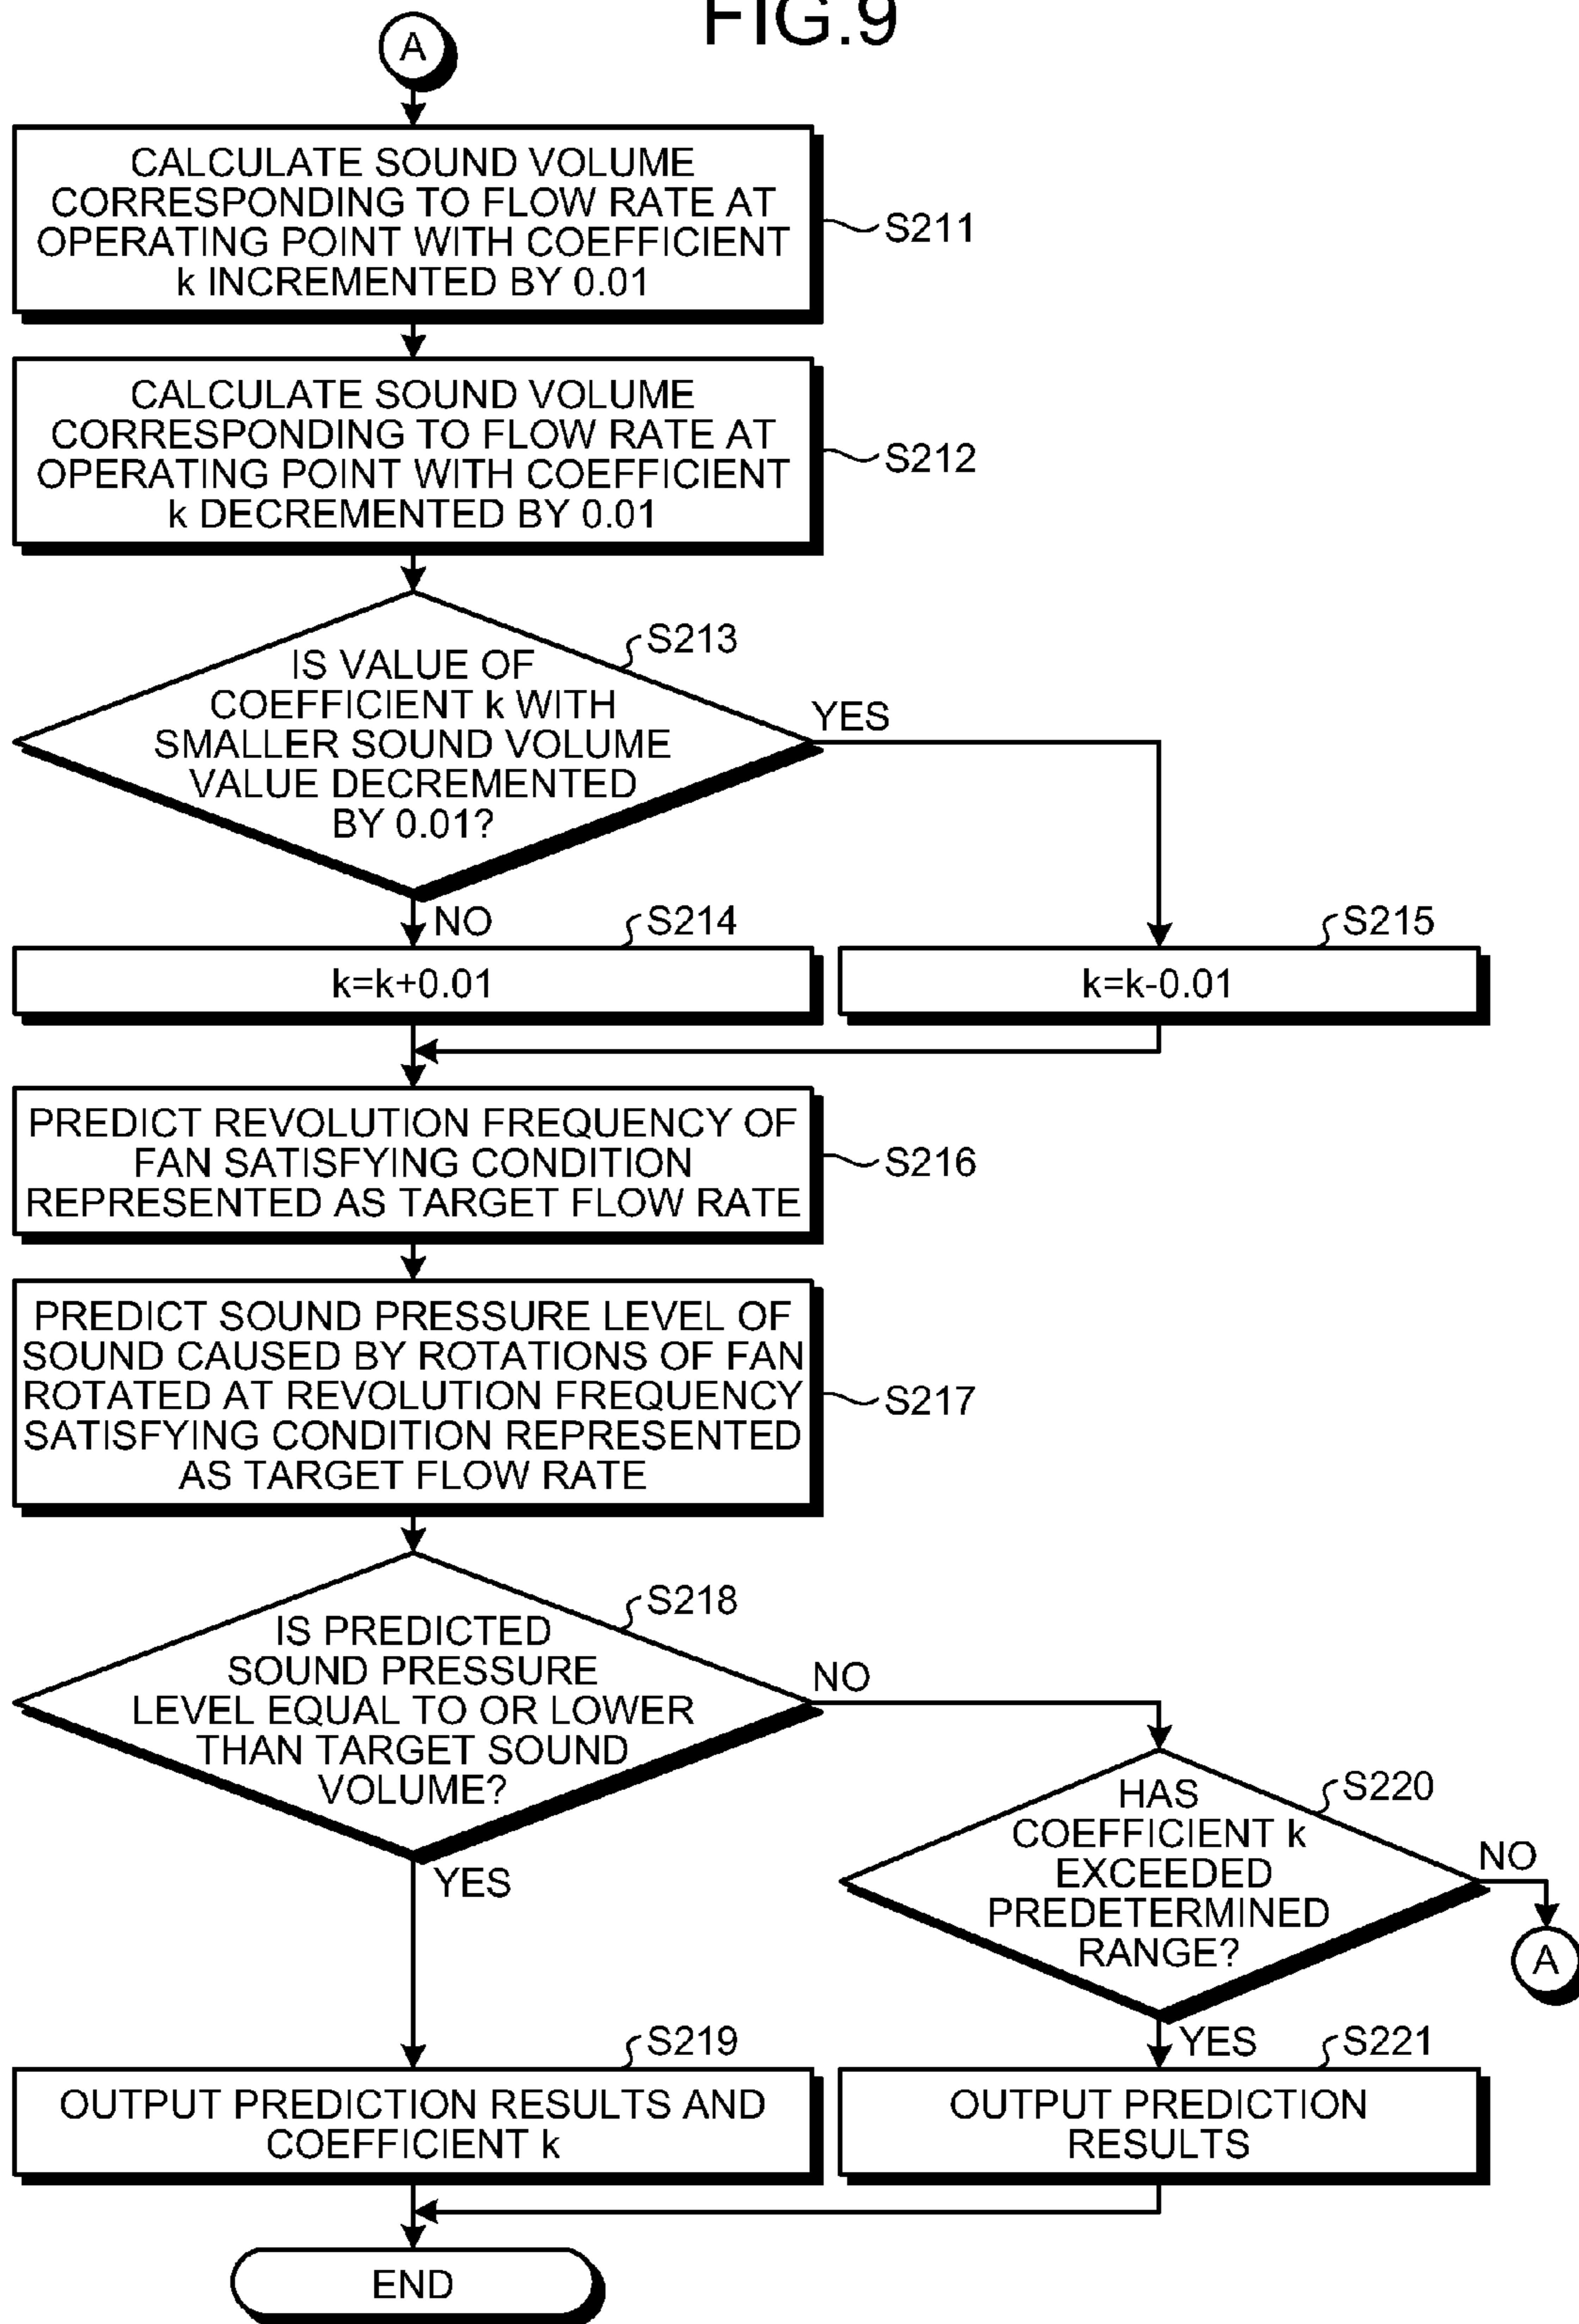 FIG.9
A
CALCULATE SOUND VOLUME
CORRESPONDING TO FLOW RATE AT
OPERATING POINT WITH COEFFICIENT
k INCREMENTED BY 0.01
S211
CALCULATE SOUND VOLUME
CORRESPONDING TO FLOW RATE AT
OPERATING POINT WITH COEFFICIENT
k DECREMENTED BY 0.01
S212
S213
IS VALUE OF
COEFFICIENT k WITH
SMALLER SOUND VOLUME
VALUE DECREMENTED
BY 0.01?
YES
NO
S214
k=k+0.01
S215
k=k-0.01
PREDICT REVOLUTION FREQUENCY OF
FAN SATISFYING CONDITION
REPRESENTED AS TARGET FLOW RATE
S216
PREDICT SOUND PRESSURE LEVEL OF
SOUND CAUSED BY ROTATIONS OF FAN
ROTATED AT REVOLUTION FREQUENCY
SATISFYING CONDITION REPRESENTED
AS TARGET FLOW RATE
S217
S218
IS PREDICTED
SOUND PRESSURE
LEVEL EQUAL TO OR LOWER
THAN TARGET SOUND
VOLUME?
NO
YES
S220
HAS
COEFFICIENT k
EXCEEDED
PREDETERMINED
RANGE?
NO
A
YES
S219
OUTPUT PREDICTION RESULTS AND
COEFFICIENT k
S221
OUTPUT PREDICTION
RESULTS
END